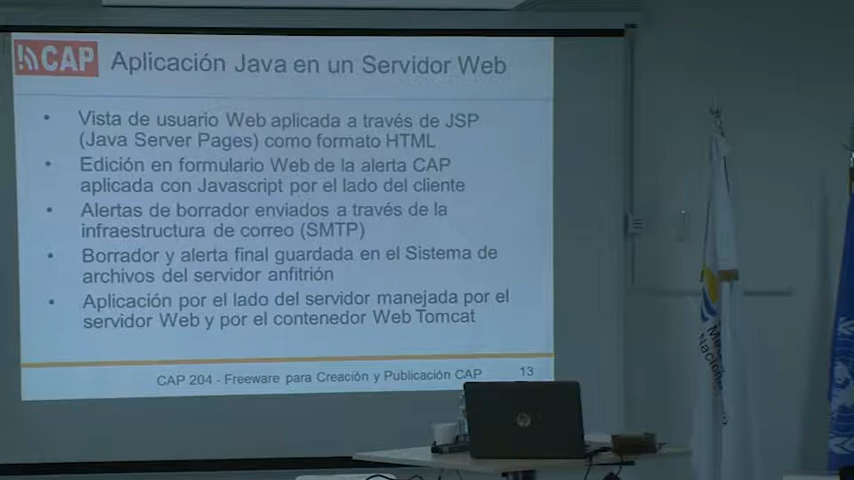 CAP
Aplicación Java en un Servidor Web
• Vista de usuario Web aplicada a través de JSP
(Java Server Pages) como formato HTML
• Edición en formulario Web de la alerta CAP
aplicada con Javascript por el lado del cliente
• Alertas de borrador enviados a través de la
infraestructura de correo (SMTP)
• Borrador y alerta final guardada en el Sistema de
archivos del servidor anfitrión
• Aplicación por el lado del servidor manejada por el
servidor Web y por el contenedor Web Tomcat
CAP 204 - Freeware para Creación y Publicación CAP
13